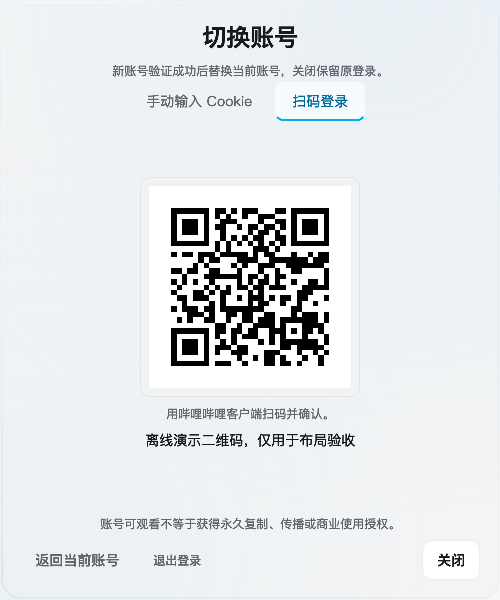 切换账号
新账号验证成功后替换当前账号，关闭保留原登录。
手动输入 Cookie 扫码登录
用哔哩哔哩客户端扫码并确认。
离线演示二维码，仅用于布局验收
账号可观看不等于获得永久复制、传播或商业使用授权。
返回当前账号 退出登录 关闭